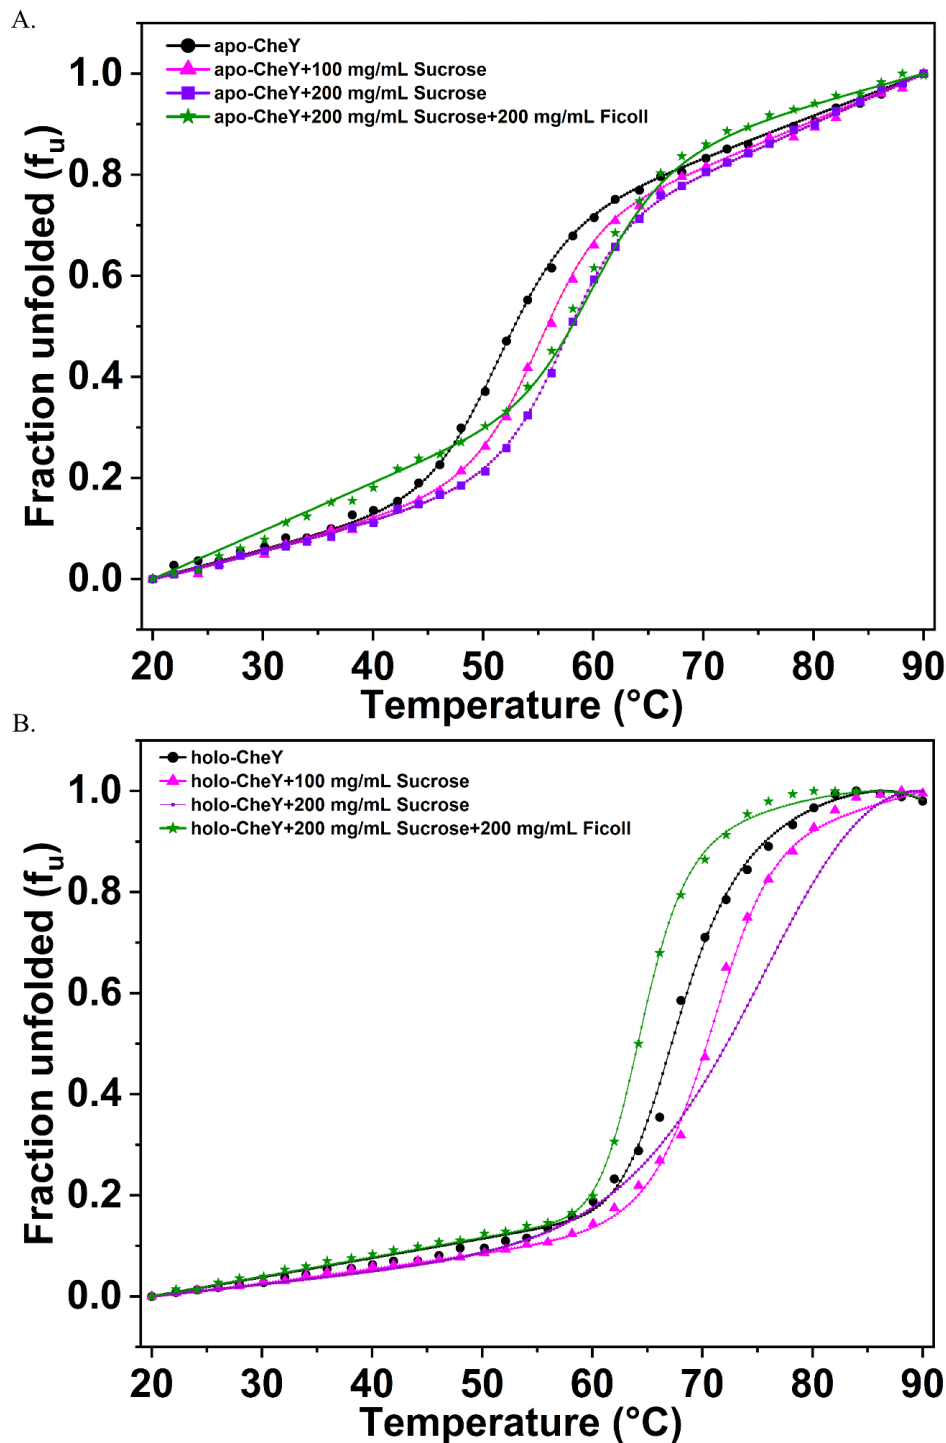 A.
apo-CheY
apo-CheY+100 mg/mL Sucrose
apo-CheY+200 mg/mL Sucrose
apo-CheY+200 mg/mL Sucrose+200 mg/mL Ficoll
Fraction unfolded (fu)
1.0
0.8
0.6
0.4
0.2
0.0
20 30 40 50 60 70 80 90
Temperature (°C)
B.
holo-CheY
holo-CheY+100 mg/mL Sucrose
holo-CheY+200 mg/mL Sucrose
holo-CheY+200 mg/mL Sucrose+200 mg/mL Ficoll
Fraction unfolded (fu)
1.0
0.8
0.6
0.4
0.2
0.0
20 30 40 50 60 70 80 90
Temperature (°C)